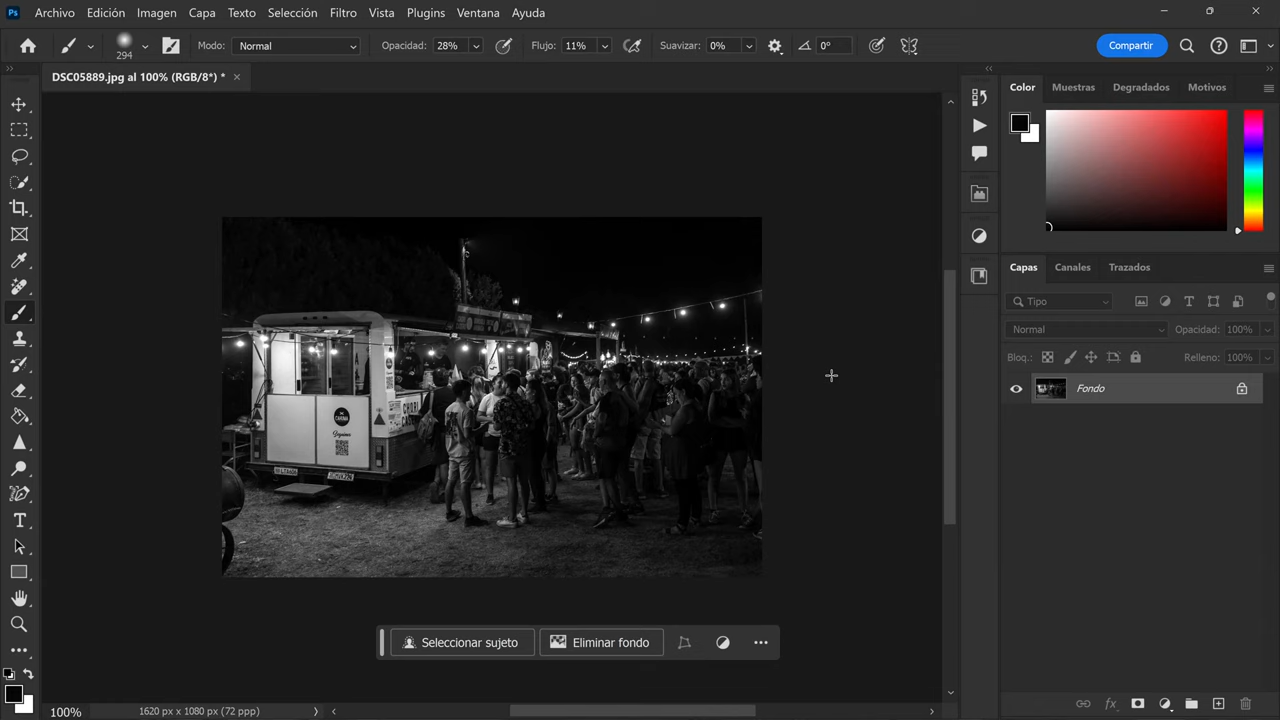 Ps Archivo Edición Imagen Capa Texto Selección Filtro Vista Plugins Ventana Ayuda
294 Modo: Normal Opacidad: 28% Flujo: 11% Suavizar: 0% 0° Compartir
DSC05889.jpg al 100% (RGB/8*) *
Color Muestras Degradados Motivos
Capas Canales Trazados
Tipo
Normal Opacidad: 100%
Bloq.: Relleno: 100%
Fondo
CHORI
Seleccionar sujeto Eliminar fondo
100% 1620 px x 1080 px (72 ppp)